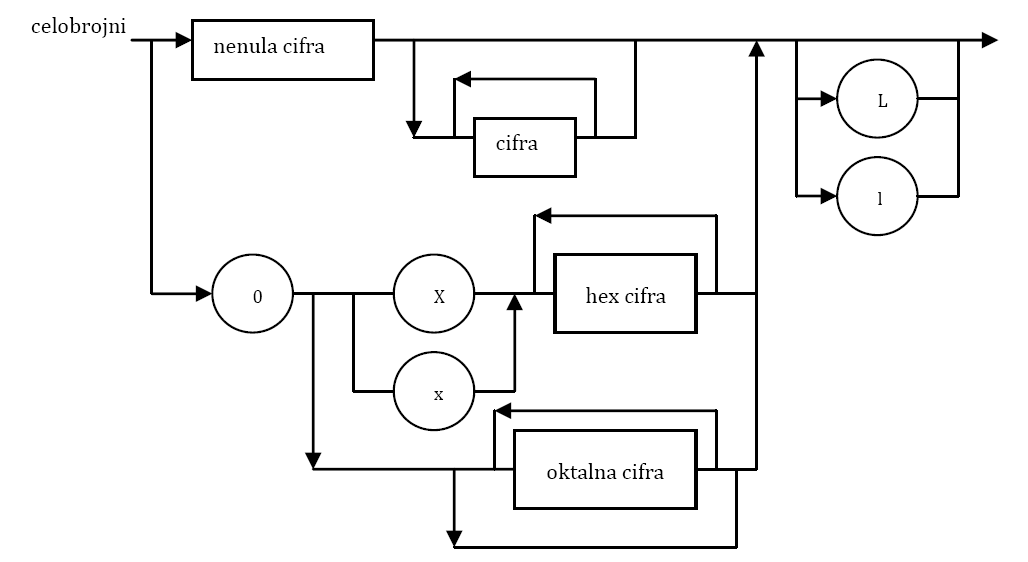 celobrojni
nenula cifra
L
cifra
l
0
X
hex cifra
x
oktalna cifra